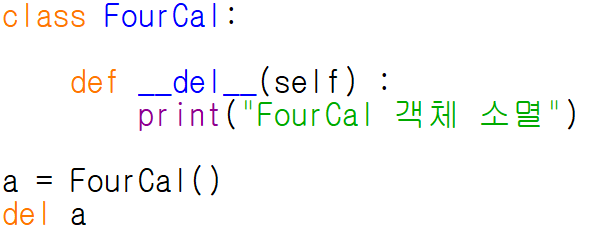 class FourCal:
    def __del__(self) :
        print("FourCal 객체 소멸")
a = FourCal()
del a